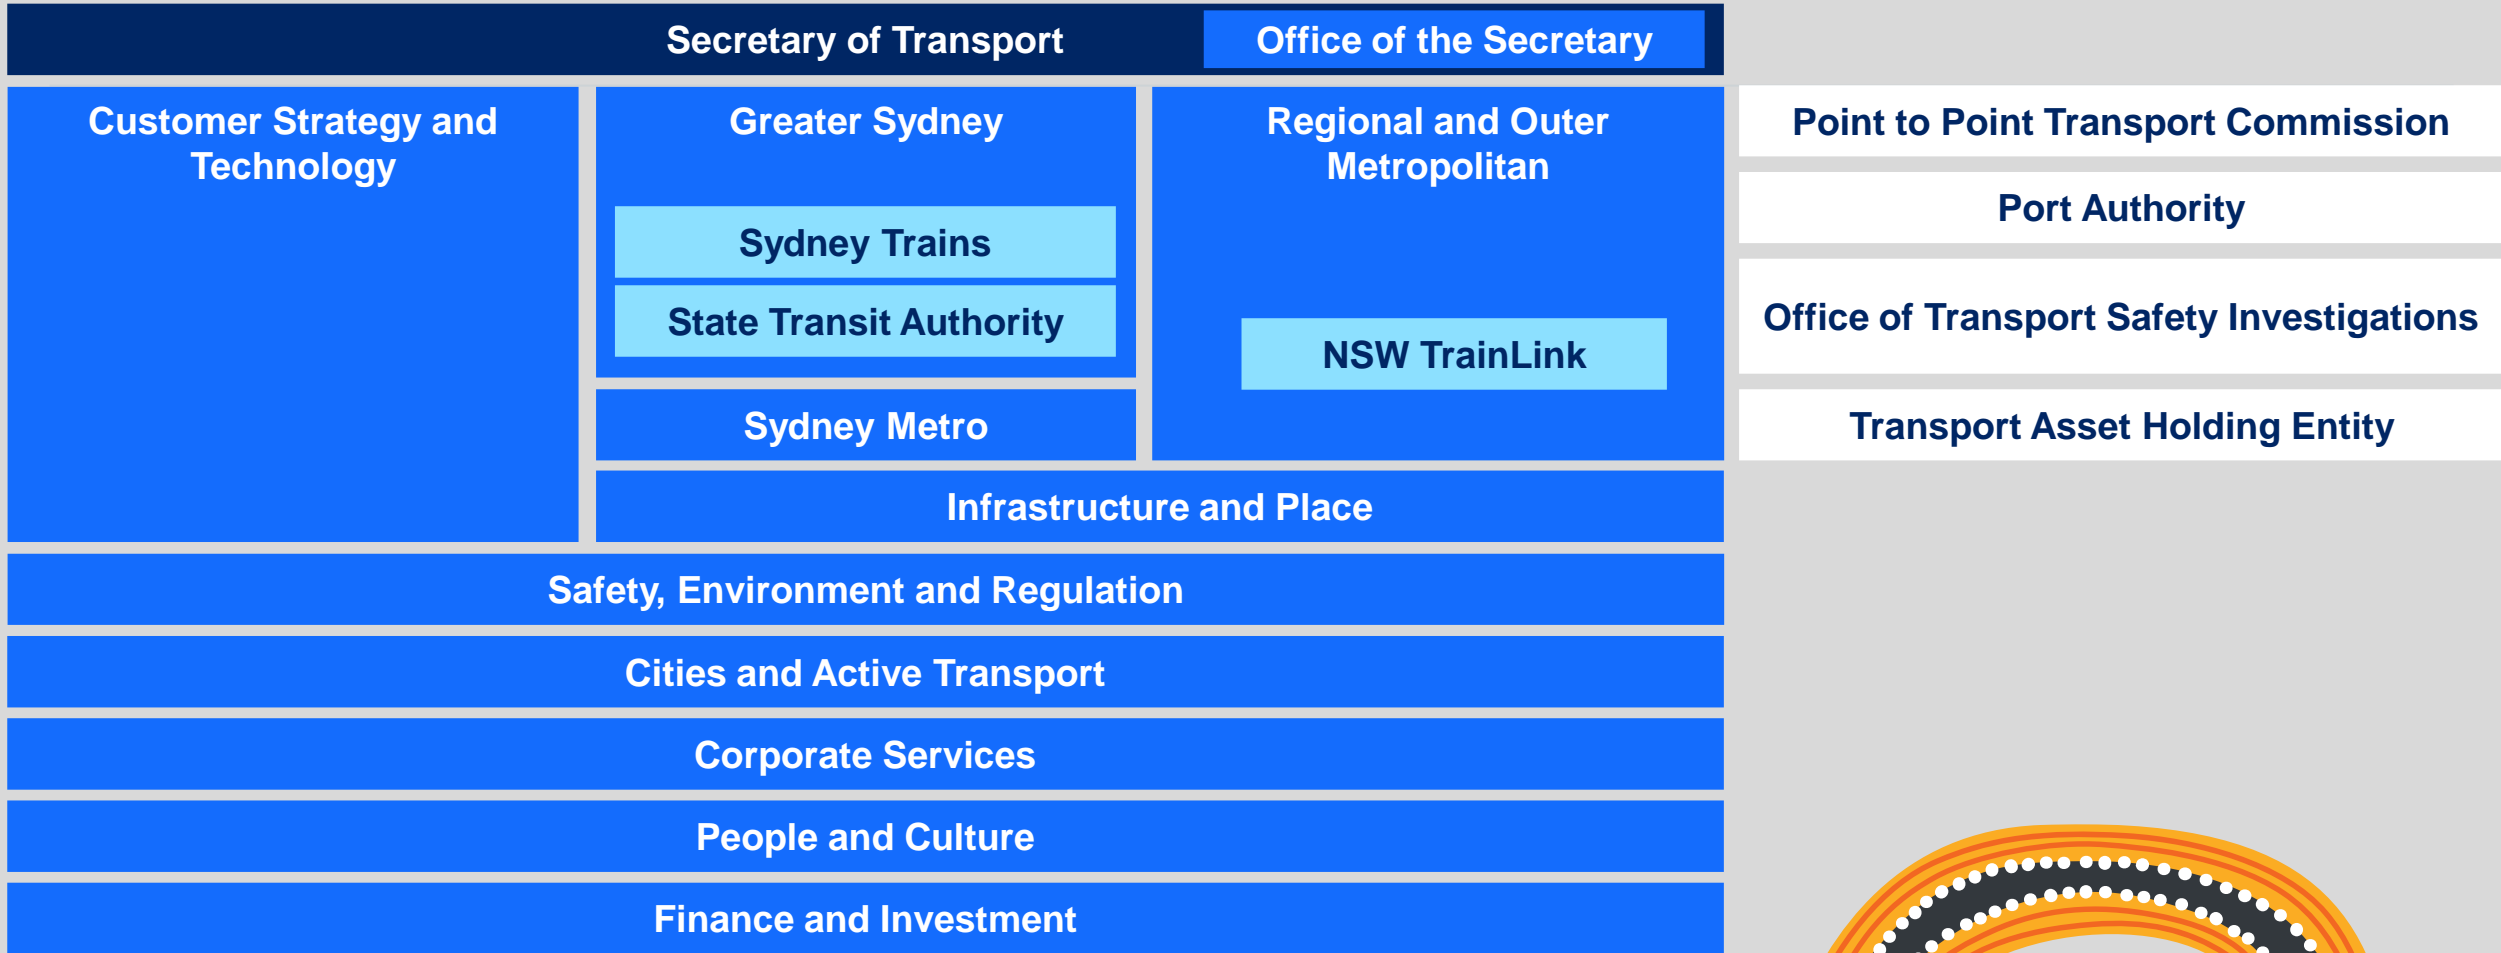 Secretary of Transport
Office of the Secretary
Customer Strategy and
Technology
Greater Sydney
Sydney Trains
State Transit Authority
Sydney Metro
Regional and Outer
Metropolitan
NSW TrainLink
Infrastructure and Place
Safety, Environment and Regulation
Cities and Active Transport
Corporate Services
People and Culture
Finance and Investment
Point to Point Transport Commission
Port Authority
Office of Transport Safety Investigations
Transport Asset Holding Entity